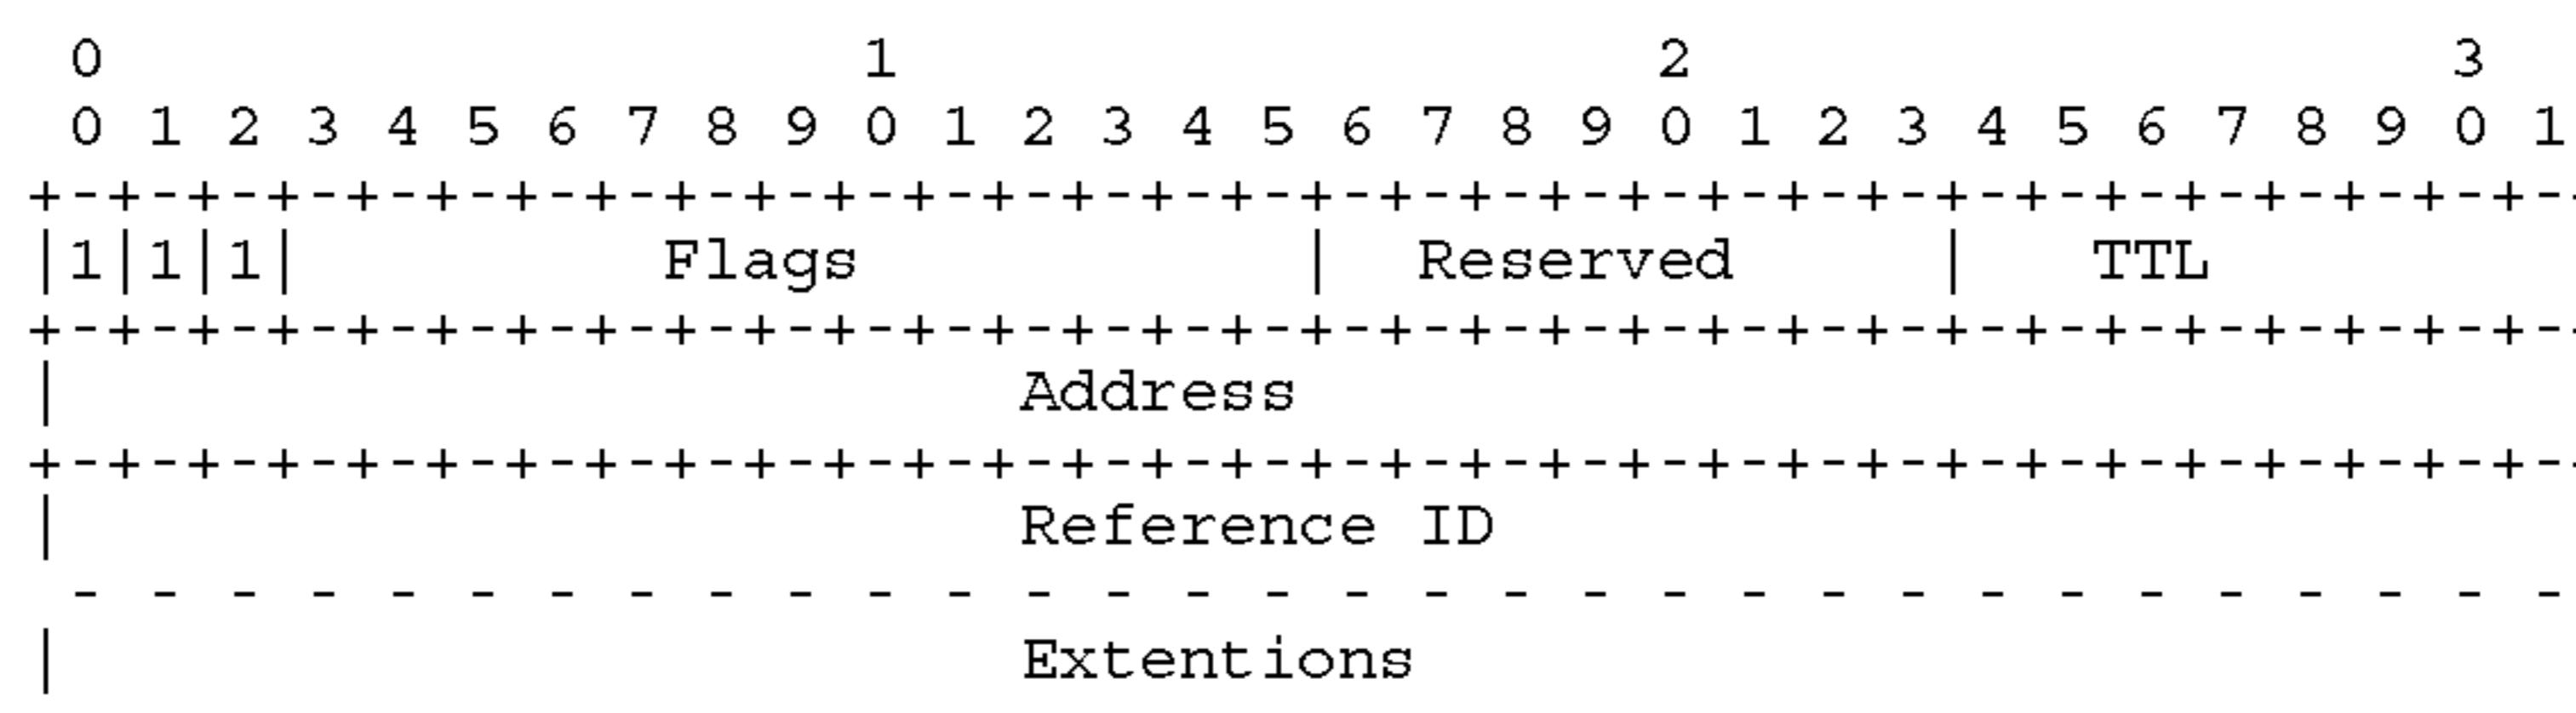 0                   1                   2                   3
0 1 2 3 4 5 6 7 8 9 0 1 2 3 4 5 6 7 8 9 0 1 2 3 4 5 6 7 8 9 0 1
+-+-+-+-+-+-+-+-+-+-+-+-+-+-+-+-+-+-+-+-+-+-+-+-+-+-+-+-+-+-+-+-+-
|1|1|1|         Flags           |  Reserved     |   TTL
+-+-+-+-+-+-+-+-+-+-+-+-+-+-+-+-+-+-+-+-+-+-+-+-+-+-+-+-+-+-+-+-+-
|                        Address
+-+-+-+-+-+-+-+-+-+-+-+-+-+-+-+-+-+-+-+-+-+-+-+-+-+-+-+-+-+-+-+-+-
|                        Reference ID
- - - - - - - - - - - - - - - - - - - - - - - - - - - - - - - -
|                        Extentions